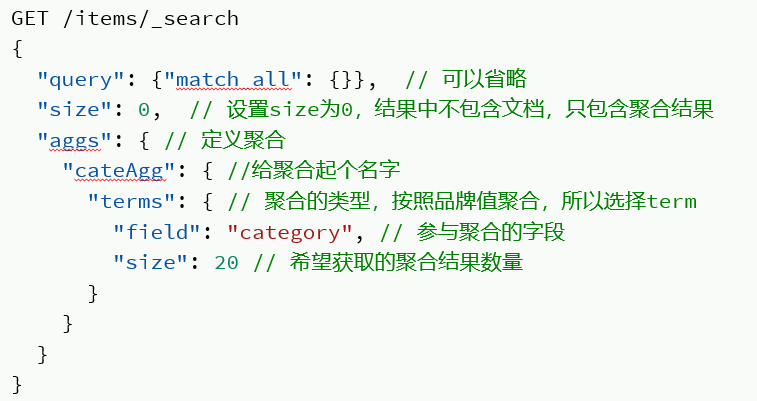 GET /items/_search
{
  "query": {"match_all": {}},  // 可以省略
  "size": 0,  // 设置size为0，结果中不包含文档，只包含聚合结果
  "aggs": { // 定义聚合
    "cateAgg": { //给聚合起个名字
      "terms": { // 聚合的类型，按照品牌值聚合，所以选择term
        "field": "category", // 参与聚合的字段
        "size": 20 // 希望获取的聚合结果数量
      }
    }
  }
}